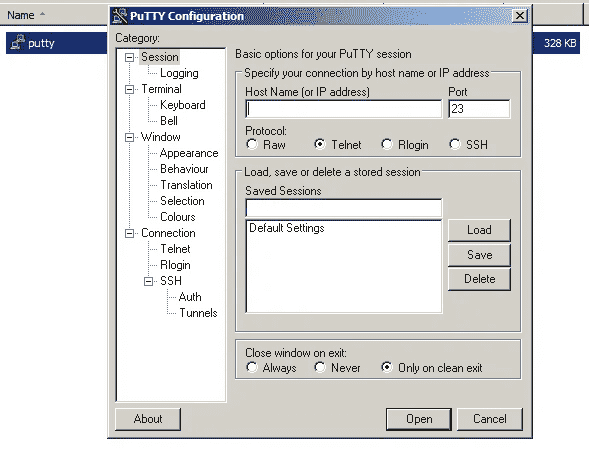 Name
putty
328 KB
PuTTY Configuration
Category:
Session
Logging
Terminal
Keyboard
Bell
Window
Appearance
Behaviour
Translation
Selection
Colours
Connection
Telnet
Rlogin
SSH
Auth
Tunnels
Basic options for your PuTTY session
Specify your connection by host name or IP address
Host Name (or IP address) Port
23
Protocol:
Raw Telnet Rlogin SSH
Load, save or delete a stored session
Saved Sessions
Default Settings
Load
Save
Delete
Close window on exit:
Always Never Only on clean exit
About Open Cancel